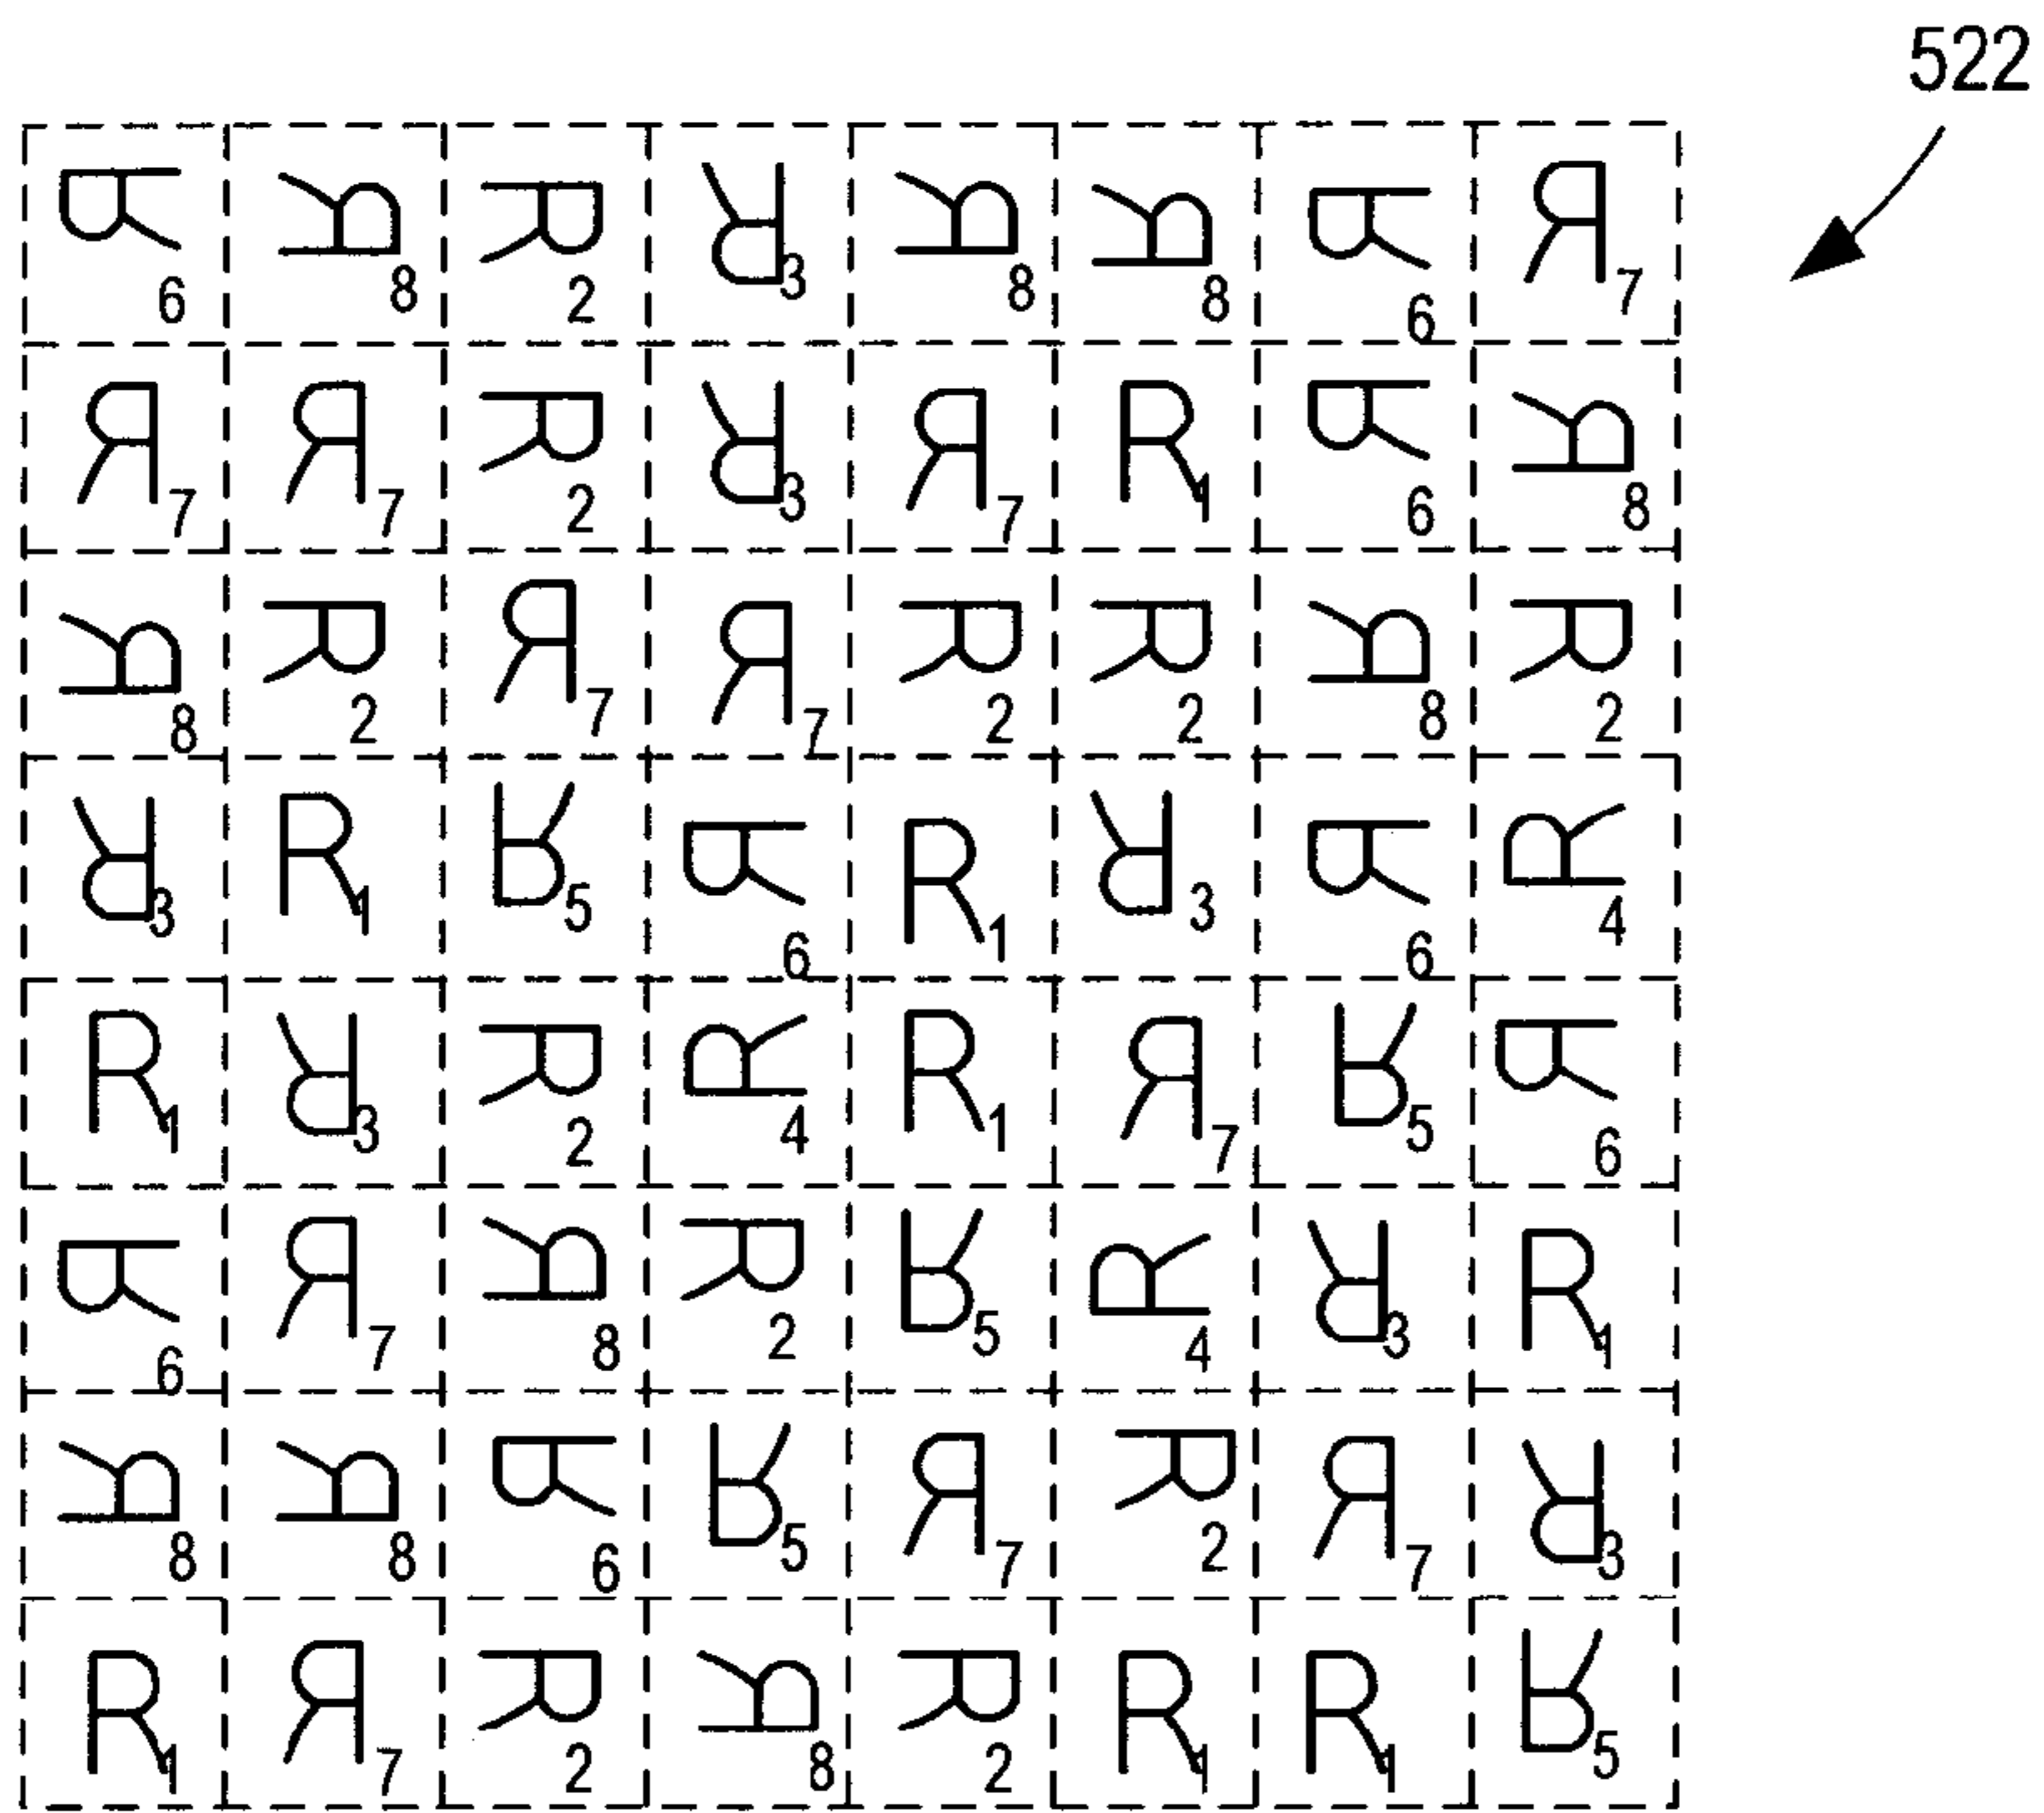 522
R6 R8 R2 R3 R8 R8 R6 R7
R7 R7 R2 R3 R7 R1 R6 R8
R8 R2 R7 R7 R2 R2 R8 R2
R3 R1 R5 R6 R1 R3 R6 R4
R1 R3 R2 R4 R1 R7 R5 R6
R6 R7 R8 R2 R5 R4 R3 R1
R8 R8 R6 R5 R7 R2 R7 R3
R1 R7 R2 R8 R2 R1 R1 R5